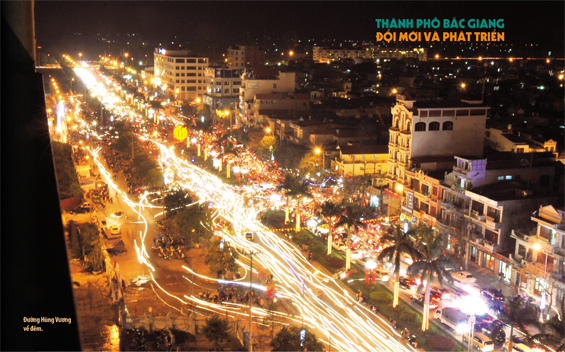 THÀNH PHỐ BẮC GIANG
ĐỔI MỚI VÀ PHÁT TRIỂN
Đường Hùng Vương
về đêm.